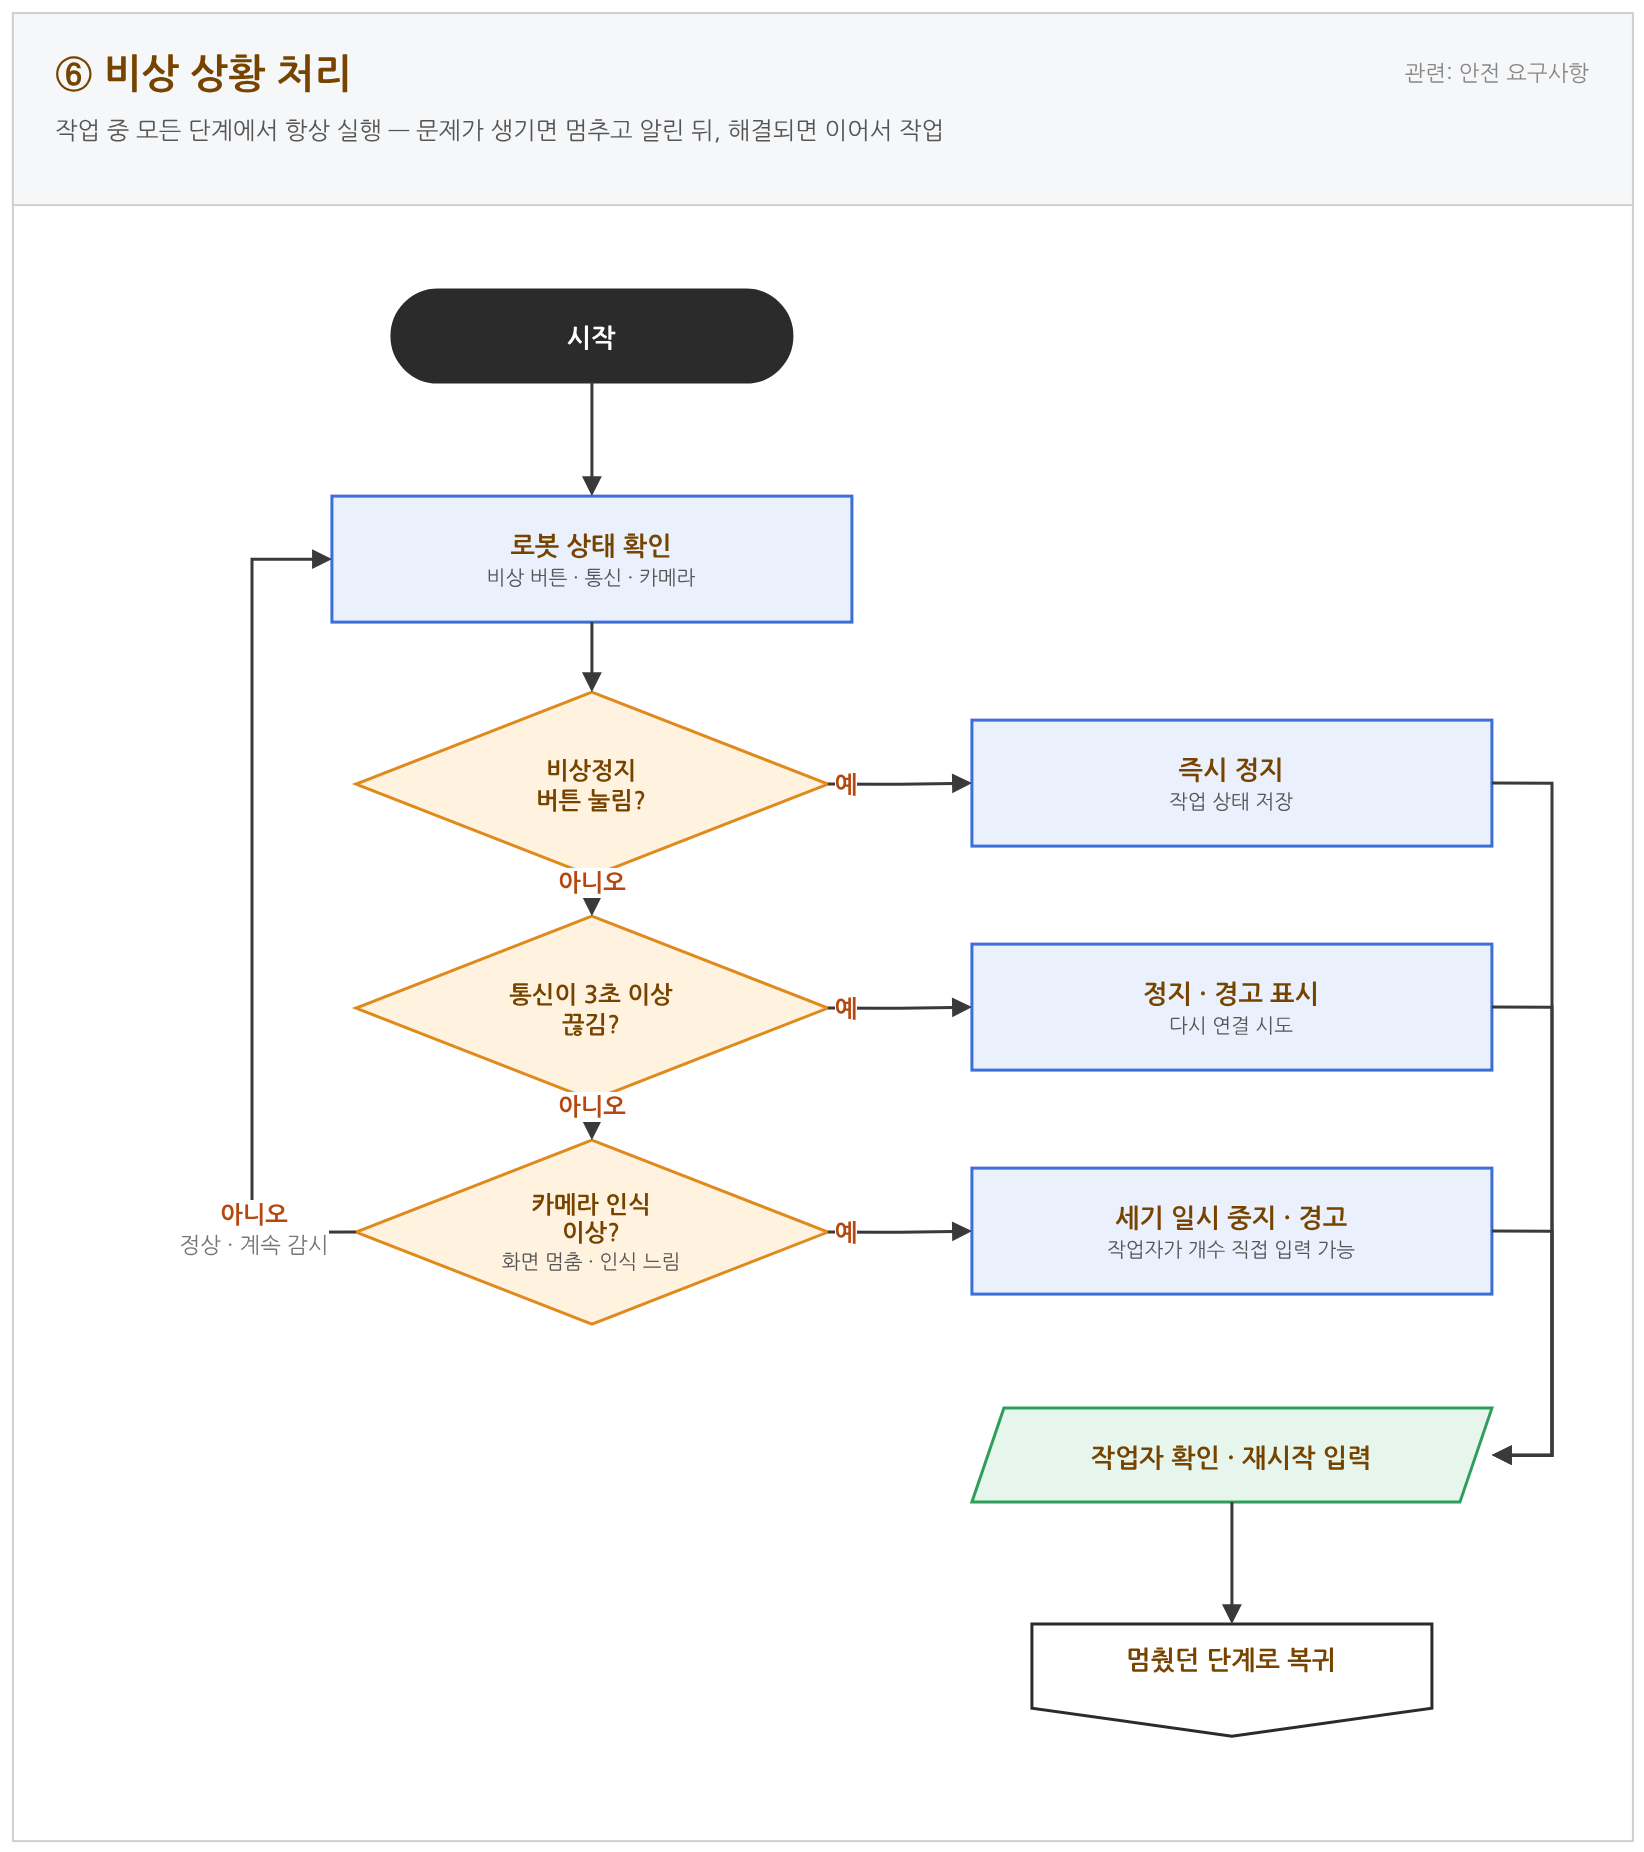 ⑥ 비상 상황 처리
관련: 안전 요구사항
작업 중 모든 단계에서 항상 실행 — 문제가 생기면 멈추고 알린 뒤, 해결되면 이어서 작업
시작
로봇 상태 확인
비상 버튼 · 통신 · 카메라
비상정지
버튼 눌림?
예
즉시 정지
작업 상태 저장
아니오
통신이 3초 이상
끊김?
예
정지 · 경고 표시
다시 연결 시도
아니오
카메라 인식
이상?
화면 멈춤 · 인식 느림
예
세기 일시 중지 · 경고
작업자가 개수 직접 입력 가능
아니오
정상 · 계속 감시
작업자 확인 · 재시작 입력
멈췄던 단계로 복귀